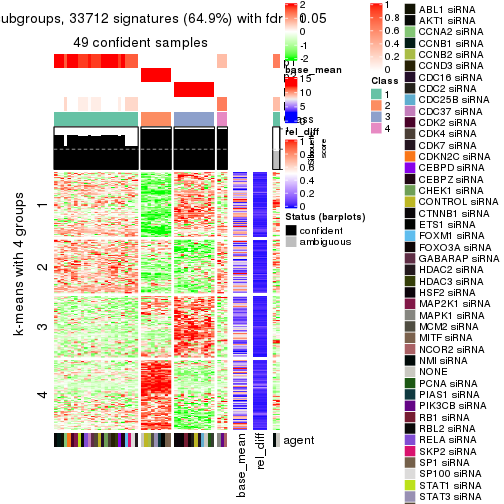 ubgroups, 33712 signatures (64.9%) with fdr
0.05
49 confident samples
k-means with 4 groups
1
2
3
4
agent
base_mean
rel_diff
2
1
0
-1
-2
base_mean
15
10
5
0
rel_diff
1
0.8
0.6
0.4
0.2
0
Status (barplots)
confident
ambiguous
1
0.8
0.6
0.4
0.2
0
Class
1
2
3
4
ABL1 siRNA
AKT1 siRNA
CCNA2 siRNA
CCNB1 siRNA
CCNB2 siRNA
CCND3 siRNA
CDC16 siRNA
CDC2 siRNA
CDC25B siRNA
CDC37 siRNA
CDK2 siRNA
CDK4 siRNA
CDK7 siRNA
CDKN2C siRNA
CEBPD siRNA
CEBPZ siRNA
CHEK1 siRNA
CONTROL siRNA
CTNNB1 siRNA
ETS1 siRNA
FOXM1 siRNA
FOXO3A siRNA
GABARAP siRNA
HDAC2 siRNA
HDAC3 siRNA
HSF2 siRNA
MAP2K1 siRNA
MAPK1 siRNA
MCM2 siRNA
MITF siRNA
NCOR2 siRNA
NMI siRNA
NONE
PCNA siRNA
PIAS1 siRNA
PIK3CB siRNA
RB1 siRNA
RBL2 siRNA
RELA siRNA
SKP2 siRNA
SP1 siRNA
SP100 siRNA
STAT1 siRNA
STAT3 siRNA